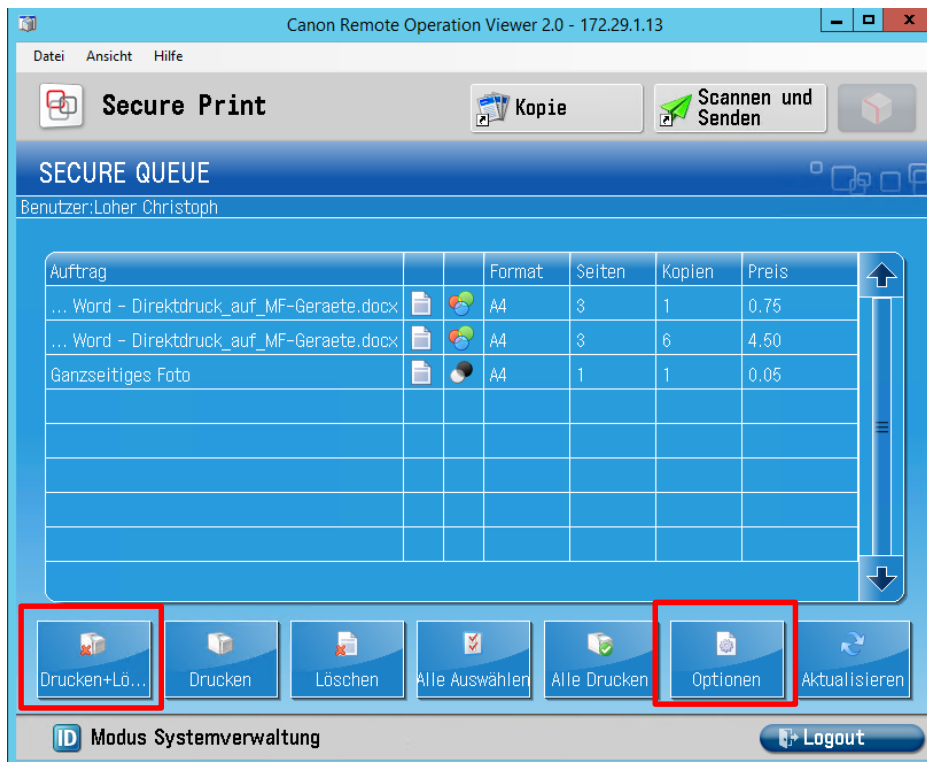 Canon Remote Operation Viewer 2.0 - 172.29.1.13
Datei Ansicht Hilfe
Secure Print
Kopie
Scannen und
Senden
SECURE QUEUE
Benutzer:Loher Christoph
Auftrag Format Seiten Kopien Preis
... Word - Direktdruck_auf_MF-Geraete.docx A4 3 1 0.75
... Word - Direktdruck_auf_MF-Geraete.docx A4 3 6 4.50
Ganzseitiges Foto A4 1 1 0.05
Drucken+Lö... Drucken Löschen Alle Auswählen Alle Drucken Optionen Aktualisieren
ID Modus Systemverwaltung Logout